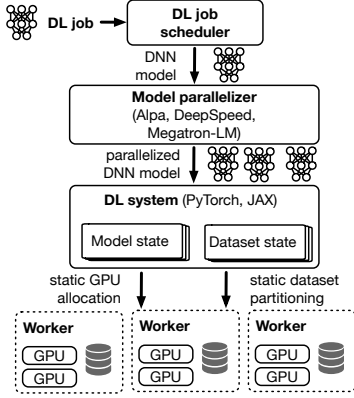 DL job
DL job
scheduler
DNN
model
Model parallelizer
(Alpa, DeepSpeed,
Megatron-LM)
parallelized
DNN model
DL system (PyTorch, JAX)
Model state
Dataset state
static GPU
allocation
static dataset
partitioning
Worker
GPU
GPU
Worker
GPU
GPU
Worker
GPU
GPU